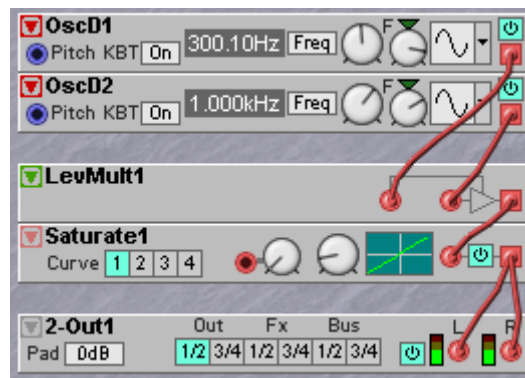 OscD1
Pitch KBT On 300.10Hz Freq F
OscD2
Pitch KBT On 1.000kHz Freq F
LevMult1
Saturate1
Curve 1 2 3 4
2-Out1 Out Fx Bus L R
Pad 0dB 1/2 3/4 1/2 3/4 1/2 3/4